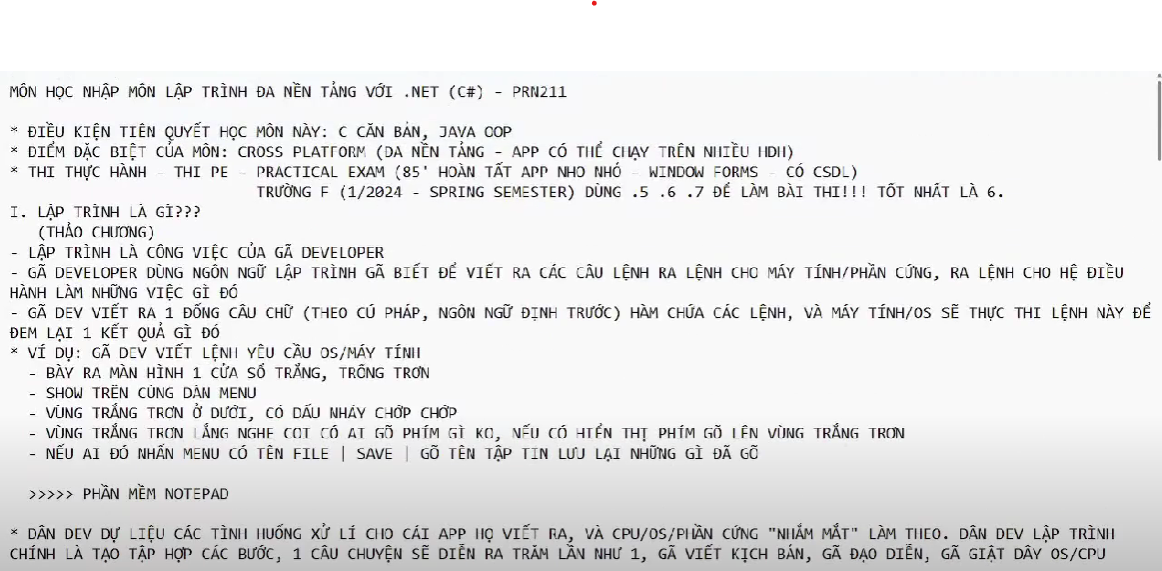 MÔN HỌC NHẬP MÔN LẬP TRÌNH ĐA NỀN TẢNG VỚI .NET (C#) - PRN211
* ĐIỀU KIỆN TIÊN QUYẾT HỌC MÔN NÀY: C CĂN BẢN, JAVA OOP
* ĐIỂM ĐẶC BIỆT CỦA MÔN: CROSS PLATFORM (ĐA NỀN TẢNG - APP CÓ THỂ CHẠY TRÊN NHIỀU HĐH)
* THI THỰC HÀNH - THI PE - PRACTICAL EXAM (85' HOÀN TẤT APP NHO NHỎ - WINDOW FORMS - CÓ CSDL)
TRƯỜNG F (1/2024 - SPRING SEMESTER) DÙNG .5 .6 .7 ĐỂ LÀM BÀI THI!!! TỐT NHẤT LÀ 6.
I. LẬP TRÌNH LÀ GÌ???
(THẢO CHƯƠNG)
- LẬP TRÌNH LÀ CÔNG VIỆC CỦA GÃ DEVELOPER
- GÃ DEVELOPER DÙNG NGÔN NGỮ LẬP TRÌNH GÃ BIẾT ĐỂ VIẾT RA CÁC CÂU LỆNH RA LỆNH CHO MÁY TÍNH/PHẦN CỨNG, RA LỆNH CHO HỆ ĐIỀU
HÀNH LÀM NHỮNG VIỆC GÌ ĐÓ
- GÃ DEV VIẾT RA 1 ĐỐNG CÂU CHỮ (THEO CÚ PHÁP, NGÔN NGỮ ĐỊNH TRƯỚC) HÀM CHỨA CÁC LỆNH, VÀ MÁY TÍNH/OS SẼ THỰC THI LỆNH NÀY ĐỂ
ĐEM LẠI 1 KẾT QUẢ GÌ ĐÓ
* VÍ DỤ: GÃ DEV VIẾT LỆNH YÊU CẦU OS/MÁY TÍNH
- BÀY RA MÀN HÌNH 1 CỬA SỔ TRẮNG, TRỐNG TRƠN
- SHOW TRÊN CÙNG DÀN MENU
- VÙNG TRẮNG TRƠN Ở DƯỚI, CÓ DẤU NHÁY CHỚP CHỚP
- VÙNG TRẮNG TRƠN LẮNG NGHE COI CÓ AI GÕ PHÍM GÌ KO, NẾU CÓ HIỂN THỊ PHÍM GÕ LÊN VÙNG TRẮNG TRƠN
- NẾU AI ĐÓ NHẤN MENU CÓ TÊN FILE | SAVE | GÕ TÊN TẬP TIN LƯU LẠI NHỮNG GÌ ĐÃ GÕ
>>>>> PHẦN MỀM NOTEPAD
* DÂN DEV DỰ LIỆU CÁC TÌNH HUỐNG XỬ LÍ CHO CÁI APP HỌ VIẾT RA, VÀ CPU/OS/PHẦN CỨNG "NHẮM MẮT" LÀM THEO. DÂN DEV LẬP TRÌNH
CHÍNH LÀ TẠO TẬP HỢP CÁC BƯỚC, 1 CÂU CHUYỆN SẼ DIỄN RA TRĂM LẦN NHƯ 1, GÃ VIẾT KỊCH BẢN, GÃ ĐẠO DIỄN, GÃ GIẬT DÂY OS/CPU